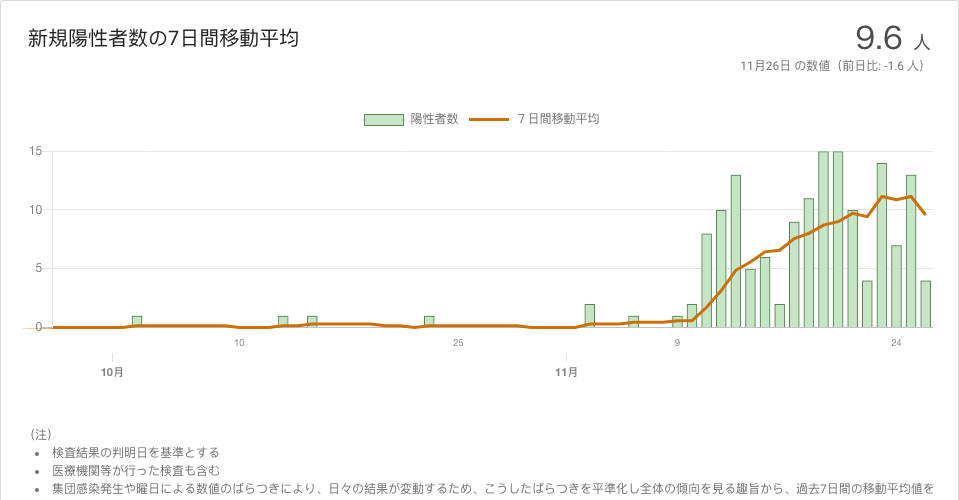 新規陽性者数の7日間移動平均
9.6 人
11月26日 の数値（前日比: -1.6 人）
陽性者数 7 日間移動平均
15
10
5
0
10 25 9 24
10月 11月
（注）
検査結果の判明日を基準とする
医療機関等が行った検査も含む
集団感染発生や曜日による数値のばらつきにより、日々の結果が変動するため、こうしたばらつきを平準化し全体の傾向を見る趣旨から、過去7日間の移動平均値を